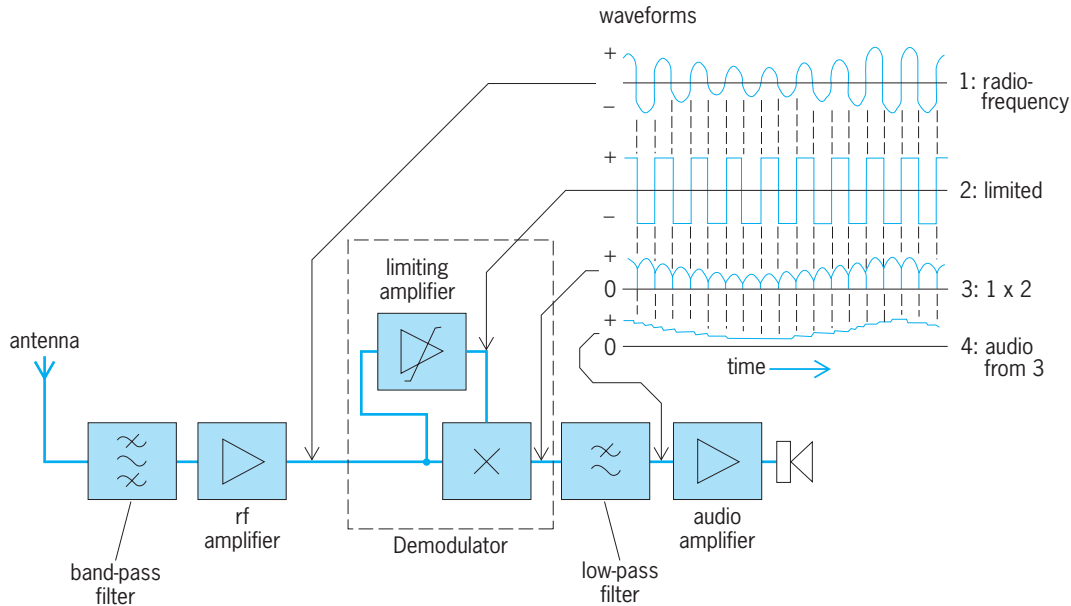 waveforms
+
−
1: radio-
frequency
+
−
2: limited
+
0
3: 1 x 2
+
0
4: audio
from 3
time
limiting
amplifier
antenna
rf
amplifier
Demodulator
audio
amplifier
band-pass
filter
low-pass
filter